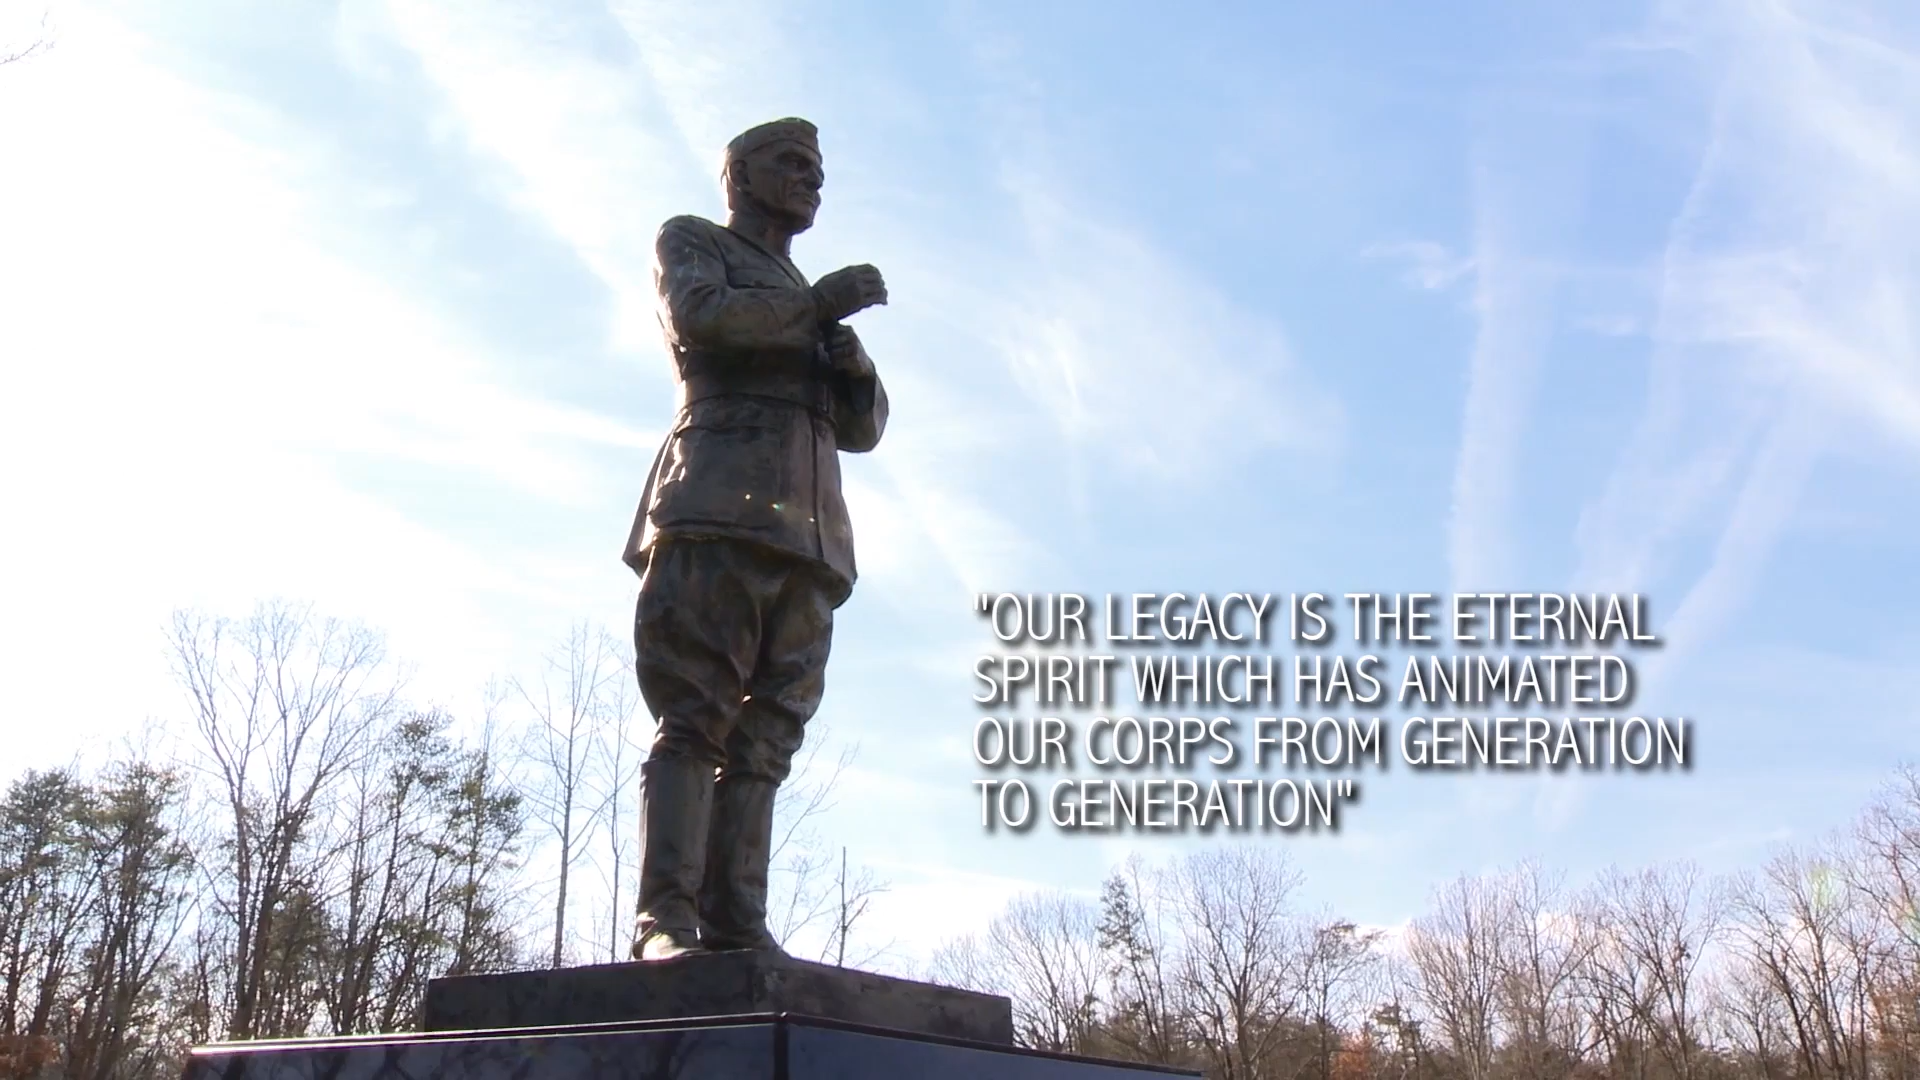 "OUR LEGACY IS THE ETERNAL
SPIRIT WHICH HAS ANIMATED
OUR CORPS FROM GENERATION
TO GENERATION"